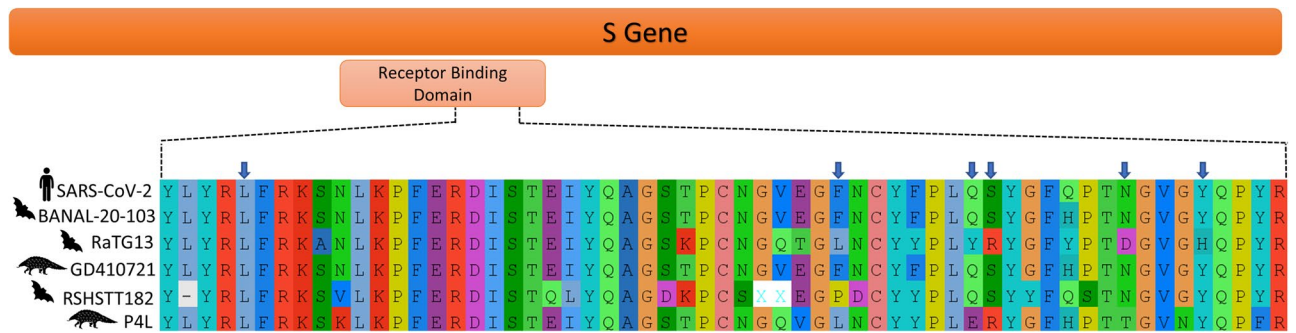 S Gene
Receptor Binding
Domain
SARS-CoV-2 Y L Y R L F R K S N L K P F E R D I S T E I Y Q A G S T P C N G V E G F N C Y F P L Q S Y G F Q P T N G V G Y Q P Y R
BANAL-20-103 Y L Y R L F R K S N L K P F E R D I S T E I Y Q A G S T P C N G V E G F N C Y F P L Q S Y G F H P T N G V G Y Q P Y R
RaTG13 Y L Y R L F R K A N L K P F E R D I S T E I Y Q A G S K P C N G Q T G L N C Y Y P L Y R Y G F Y P T D G V G H Q P Y R
GD410721 Y L Y R L F R K S N L K P F E R D I S T E I Y Q A G S T P C N G V E G F N C Y F P L Q S Y G F H P T N G V G Y Q P Y R
RSHSTT182 Y - Y R L F R K S V L K P F E R D I S T Q L Y Q A G D K P C S X X E G P D C Y Y P L Q S Y Y F Q S T N G V G Y Q P Y R
P4L Y L Y R L F R K S K L K P F E R D I S T E I Y Q A G S T P C N G Q V G L N C Y Y P L E R Y G F H P T T G V N Y Q P F R